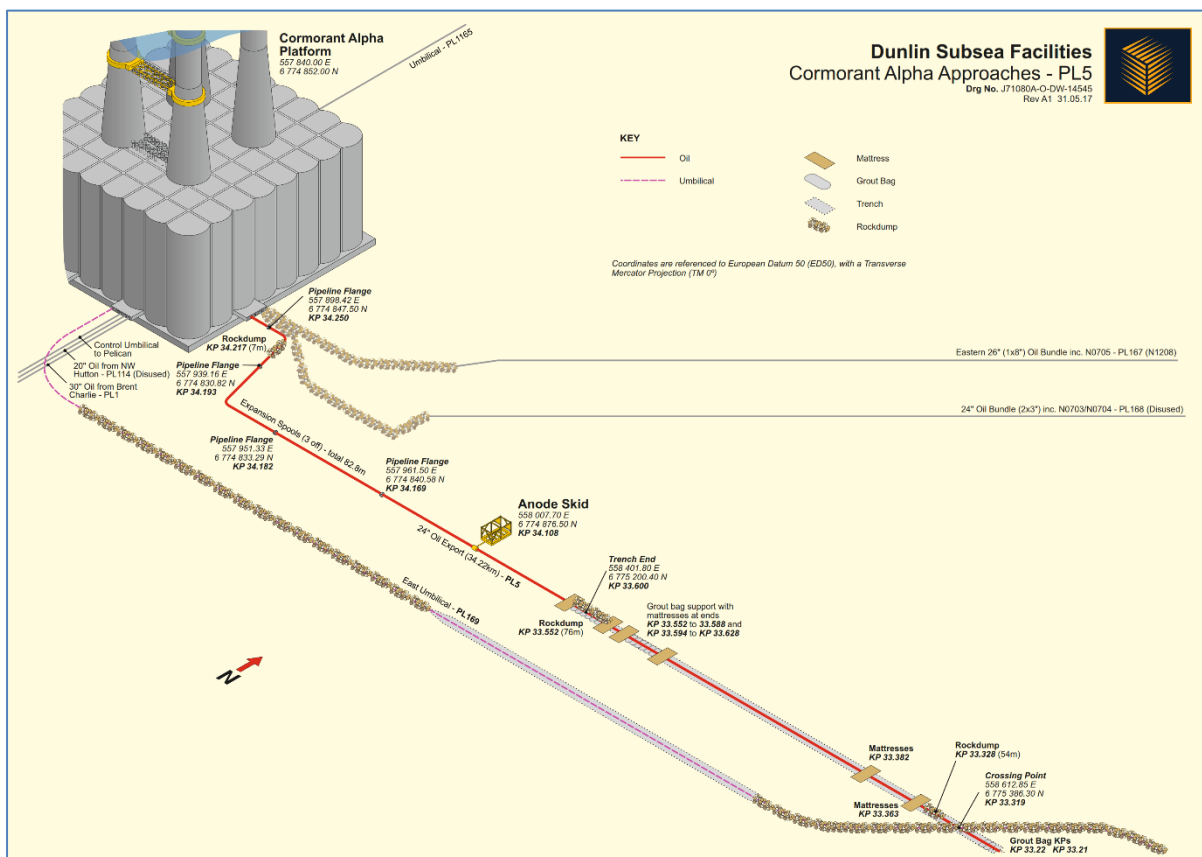 Cormorant Alpha
Platform
557 840.00 E
6 774 852.00 N
Umbilical - PL1165
Dunlin Subsea Facilities
Cormorant Alpha Approaches - PL5
Drg No. J71080A-O-DW-14545
Rev A1 31.05.17
KEY
Oil
Umbilical
Mattress
Grout Bag
Trench
Rockdump
Coordinates are referenced to European Datum 50 (ED50), with a Transverse
Mercator Projection (TM 0º)
Pipeline Flange
557 898.42 E
6 774 847.50 N
KP 34.250
Rockdump
KP 34.217 (7m)
Pipeline Flange
557 939.16 E
6 774 830.82 N
KP 34.193
Control Umbilical
to Pelican
20" Oil from NW
Hutton - PL114 (Disused)
30" Oil from Brent
Charlie - PL1
Eastern 26" (1x8") Oil Bundle inc. N0705 - PL167 (N1208)
24" Oil Bundle (2x3") inc. N0703/N0704 - PL168 (Disused)
Expansion Spools (3 off) - total 82.8m
Pipeline Flange
557 951.33 E
6 774 833.29 N
KP 34.182
Pipeline Flange
557 961.50 E
6 774 840.58 N
KP 34.169
Anode Skid
558 007.70 E
6 774 876.50 N
KP 34.108
24" Oil Export (34.22km) - PL5
Trench End
558 401.80 E
6 775 200.40 N
KP 33.600
Grout bag support with
mattresses at ends
KP 33.552 to 33.588 and
KP 33.594 to KP 33.628
Rockdump
KP 33.552 (76m)
East Umbilical - PL169
N
Mattresses
KP 33.382
Rockdump
KP 33.328 (54m)
Crossing Point
558 612.85 E
6 775 386.30 N
KP 33.319
Mattresses
KP 33.363
Grout Bag KPs
KP 33.22 KP 33.21